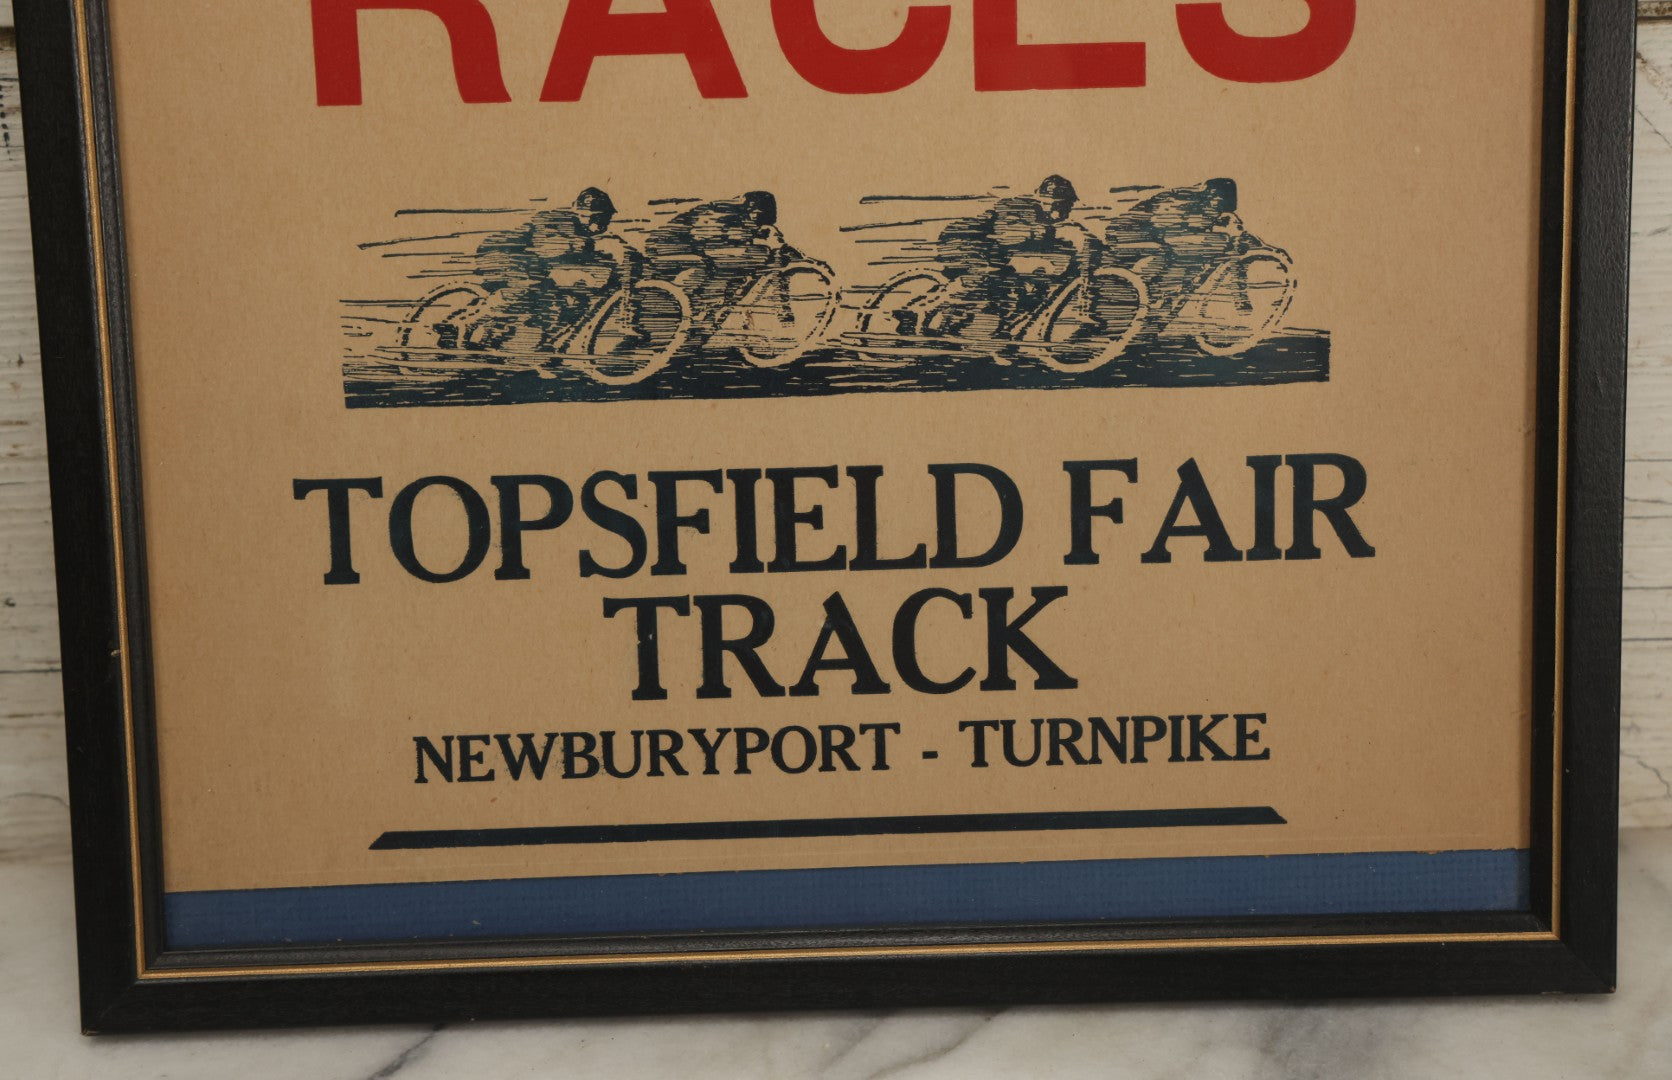 RACES
TOPSFIELD FAIR
TRACK
NEWBURYPORT - TURNPIKE